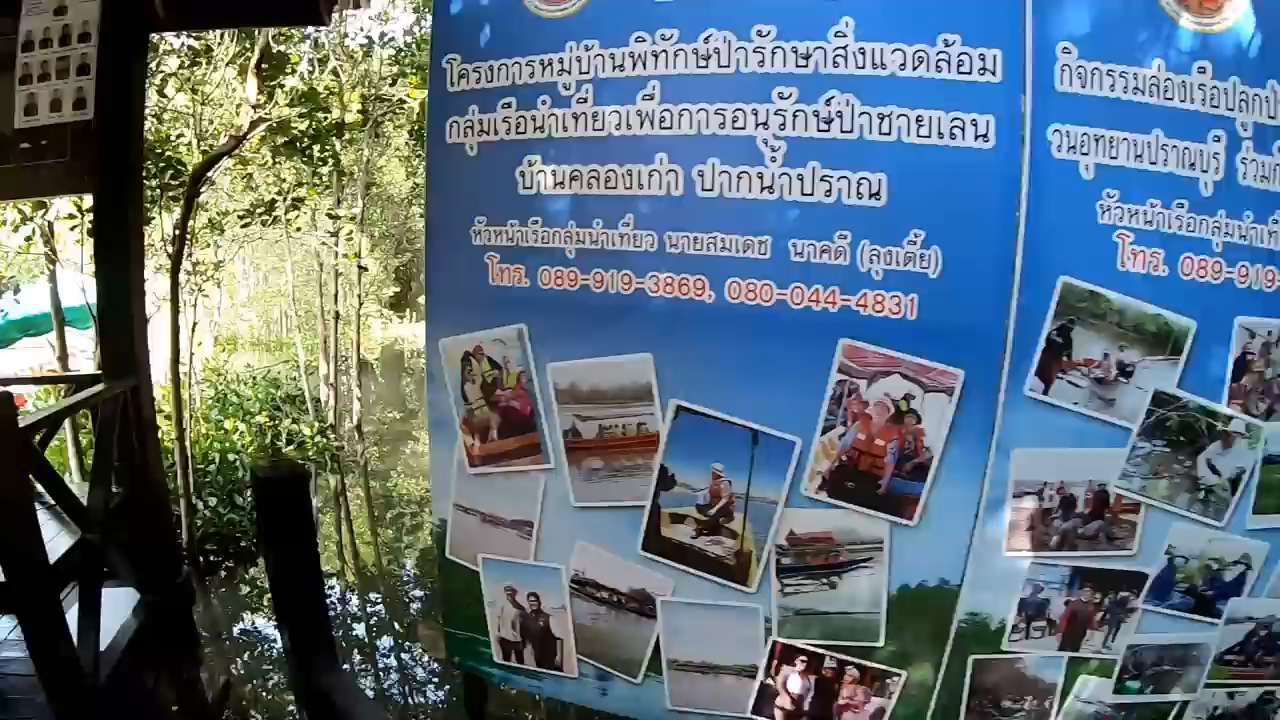 โครงการหมู่บ้านพิทักษ์ป่ารักษาสิ่งแวดล้อม
กลุ่มเรือนำเที่ยวเพื่อการอนุรักษ์ป่าชายเลน
บ้านคลองเก่า ปากน้ำปราณ
หัวหน้าเรือกลุ่มนำเที่ยว นายสมเดช นาคดี (ลุงเตี้ย)
โทร. 089-919-3869, 080-044-4831
กิจกรรมล่องเรือปลูกป
วนอุทยานปราณบุรี ร่วมก
หัวหน้าเรือกลุ่มนำเที
โทร. 089-919